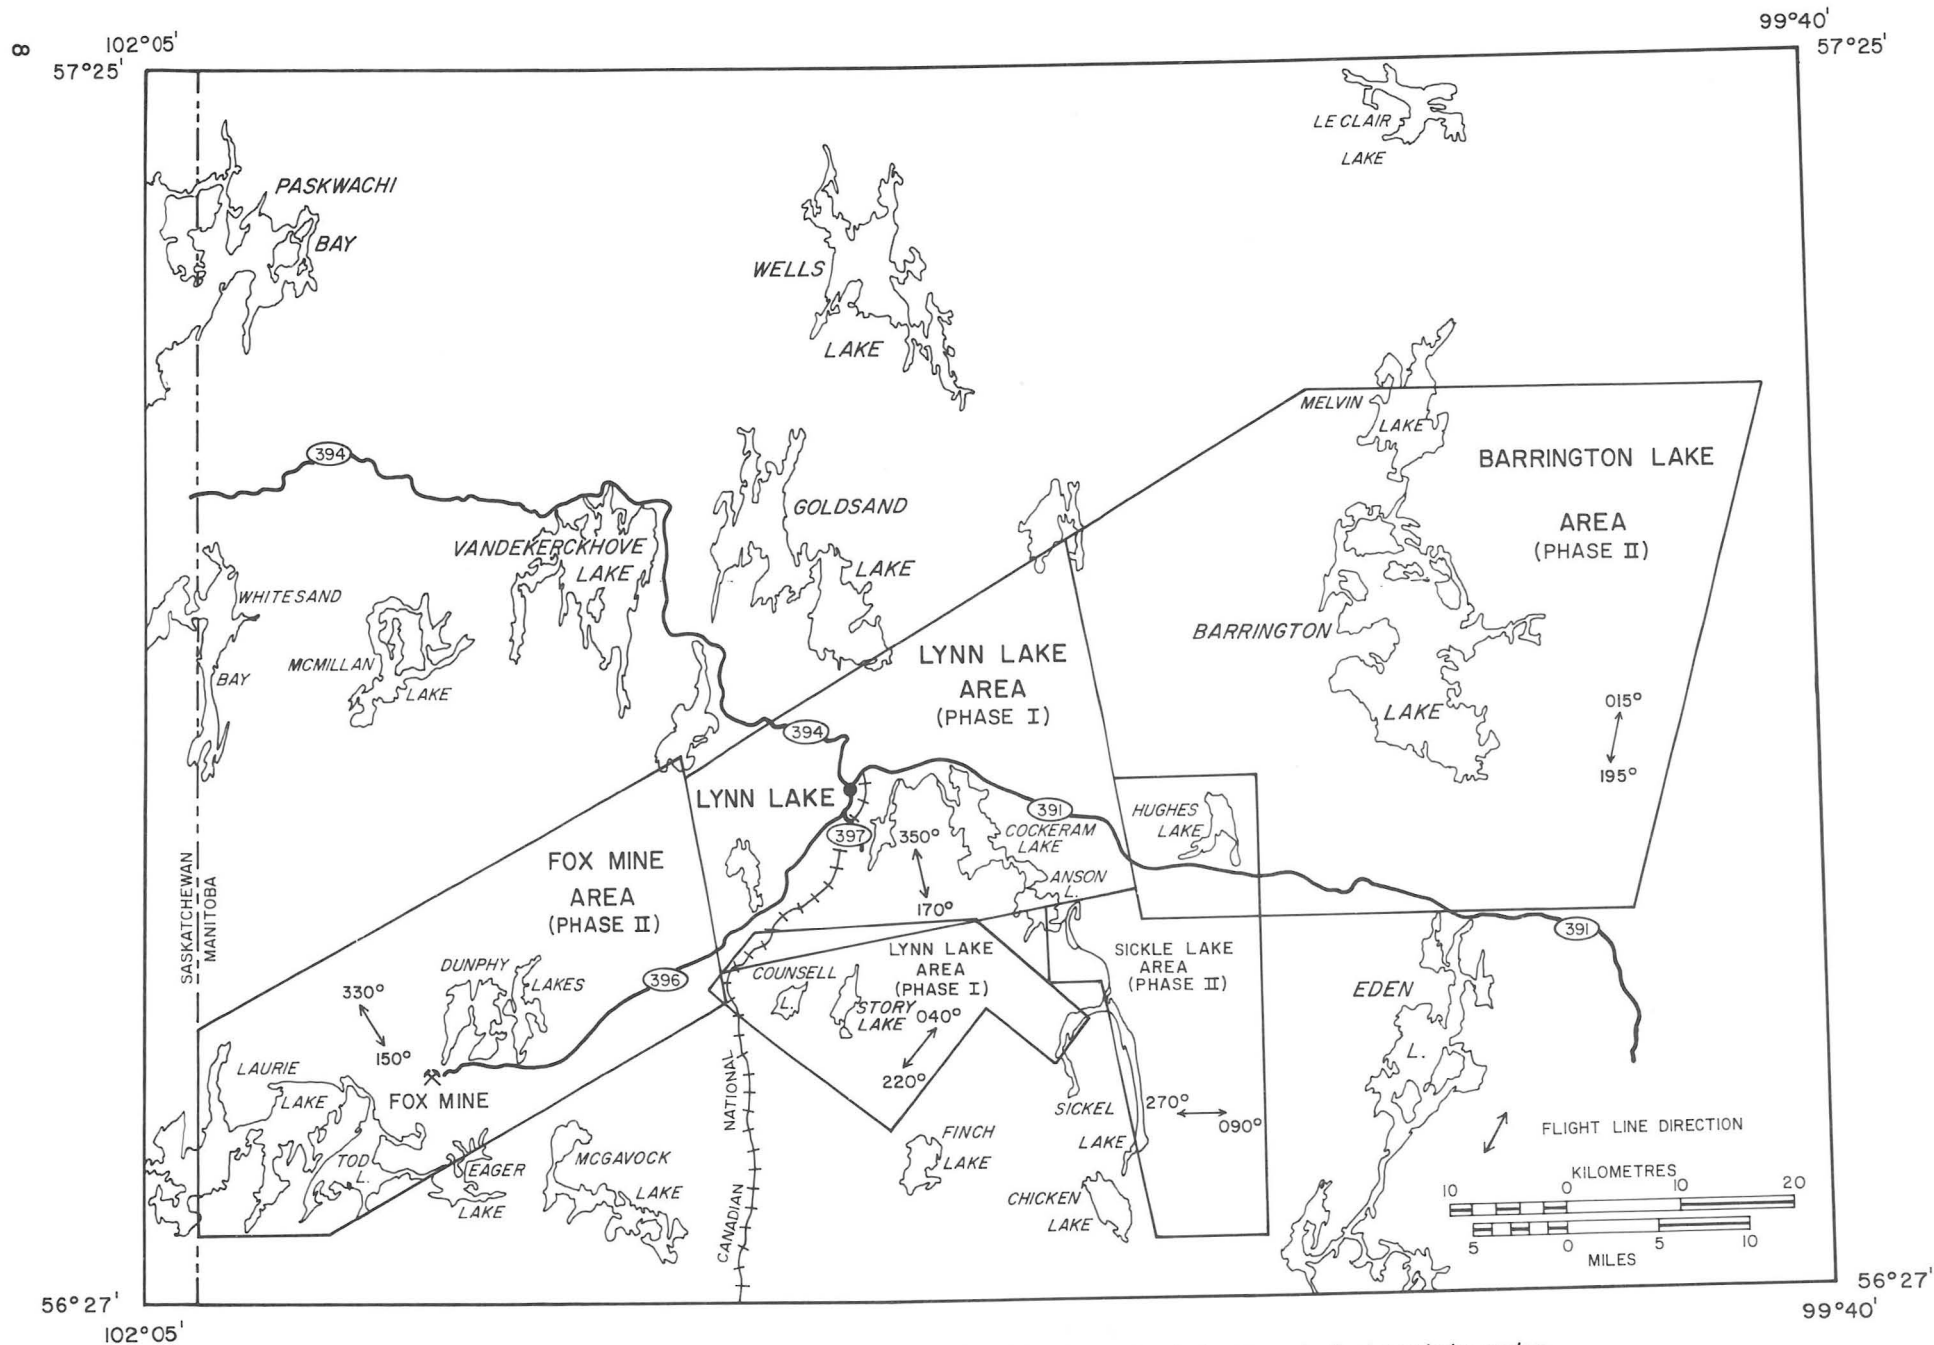 8
102°05'
57°25'
99°40'
57°25'
LE CLAIR
LAKE
PASKWACHI
BAY
WELLS
LAKE
394
MELVIN
LAKE
BARRINGTON LAKE
AREA
(PHASE II)
GOLDSAND
LAKE
VANDEKERCKHOVE
LAKE
WHITESAND
BAY
MCMILLAN
LAKE
BARRINGTON
LAKE
LYNN LAKE
AREA
(PHASE I)
394
015°
195°
LYNN LAKE
397
391
HUGHES
LAKE
COCKERAM
LAKE
350°
170°
ANSON
L.
FOX MINE
AREA
(PHASE II)
SASKATCHEWAN
MANITOBA
391
LYNN LAKE
AREA
(PHASE I)
SICKLE LAKE
AREA
(PHASE II)
COUNSELL
L.
STORY
LAKE
040°
220°
DUNPHY
LAKES
396
330°
150°
EDEN
L.
LAURIE
LAKE
FOX MINE
NATIONAL
CANADIAN
SICKEL
LAKE
270°
090°
FLIGHT LINE DIRECTION
TOD
L.
EAGER
LAKE
MCGAVOCK
LAKE
FINCH
LAKE
CHICKEN
LAKE
KILOMETRES
10 0 10 20
5 0 5 10
MILES
56°27'
102°05'
56°27'
99°40'